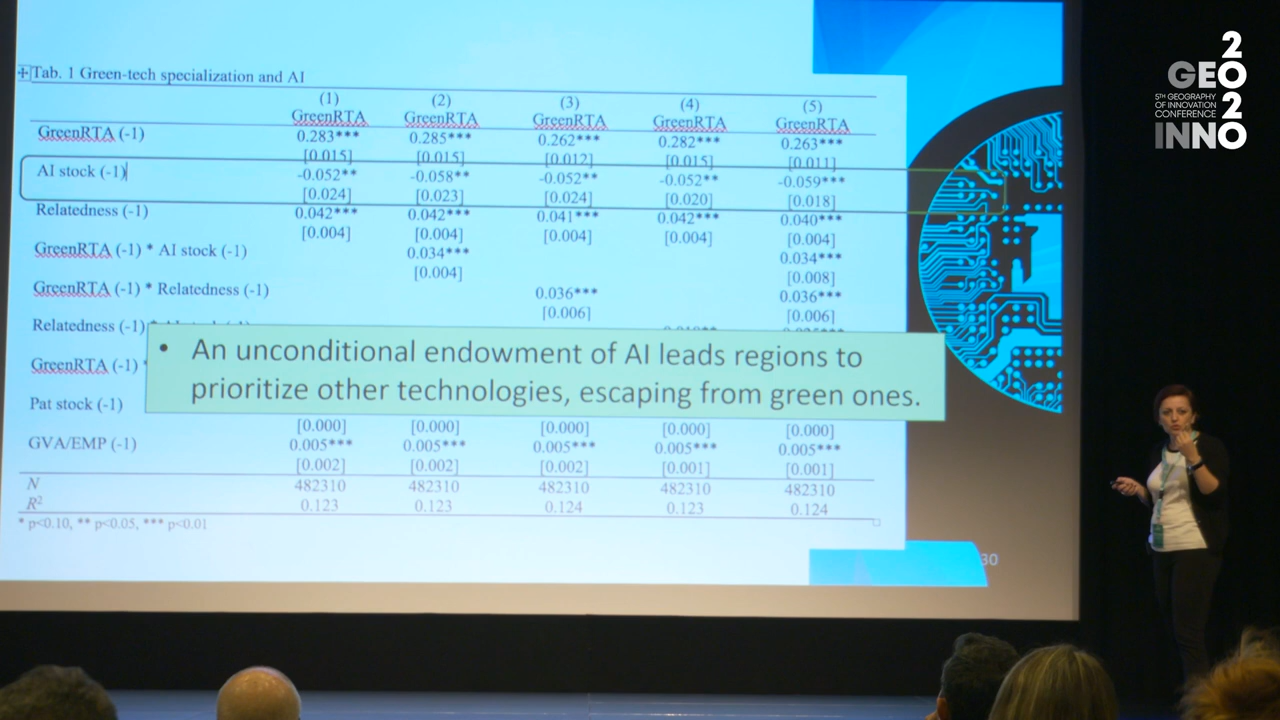 Tab. 1 Green-tech specialization and AI
(1) (2) (3) (4) (5)
GreenRTA GreenRTA GreenRTA GreenRTA GreenRTA
GreenRTA (-1) 0.283*** 0.285*** 0.262*** 0.282*** 0.263***
[0.015] [0.015] [0.012] [0.015] [0.011]
AI stock (-1) -0.052** -0.058** -0.052** -0.052** -0.059***
[0.024] [0.023] [0.024] [0.020] [0.018]
Relatedness (-1) 0.042*** 0.042*** 0.041*** 0.042*** 0.040***
[0.004] [0.004] [0.004] [0.004] [0.004]
GreenRTA (-1) * AI stock (-1) 0.034*** 0.034***
[0.004] [0.008]
GreenRTA (-1) * Relatedness (-1) 0.036*** 0.036***
[0.006] [0.006]
Relatedness (-1)
GreenRTA (-1) *
• An unconditional endowment of AI leads regions to
prioritize other technologies, escaping from green ones.
Pat stock (-1)
[0.000] [0.000] [0.000] [0.000] [0.000]
GVA/EMP (-1) 0.005*** 0.005*** 0.005*** 0.005*** 0.005***
[0.002] [0.002] [0.002] [0.001] [0.001]
N 482310 482310 482310 482310 482310
R² 0.123 0.123 0.124 0.123 0.124
* p<0.10, ** p<0.05, *** p<0.01
30
2
GEO
5TH GEOGRAPHY
OF INNOVATION
CONFERENCE
2
INNO